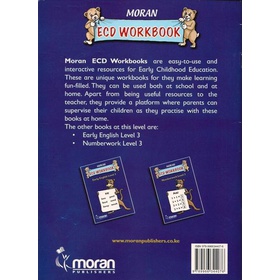 MORAN
ECD WORKBOOK
Moran ECD Workbooks are easy-to-use and
interactive resources for Early Childhood Education.
These are unique workbooks for they make learning
fun-filled. They can be used both at school and at
home. Apart from being useful resources to the
teacher, they provide a platform where parents can
supervise their children as they practise with these
books at home.
The other books at this level are:
• Early English Level 3
• Numberwork Level 3
ECD WORKBOOK
ECD WORKBOOK
www.moranpublishers.co.ke
moran
PUBLISHERS